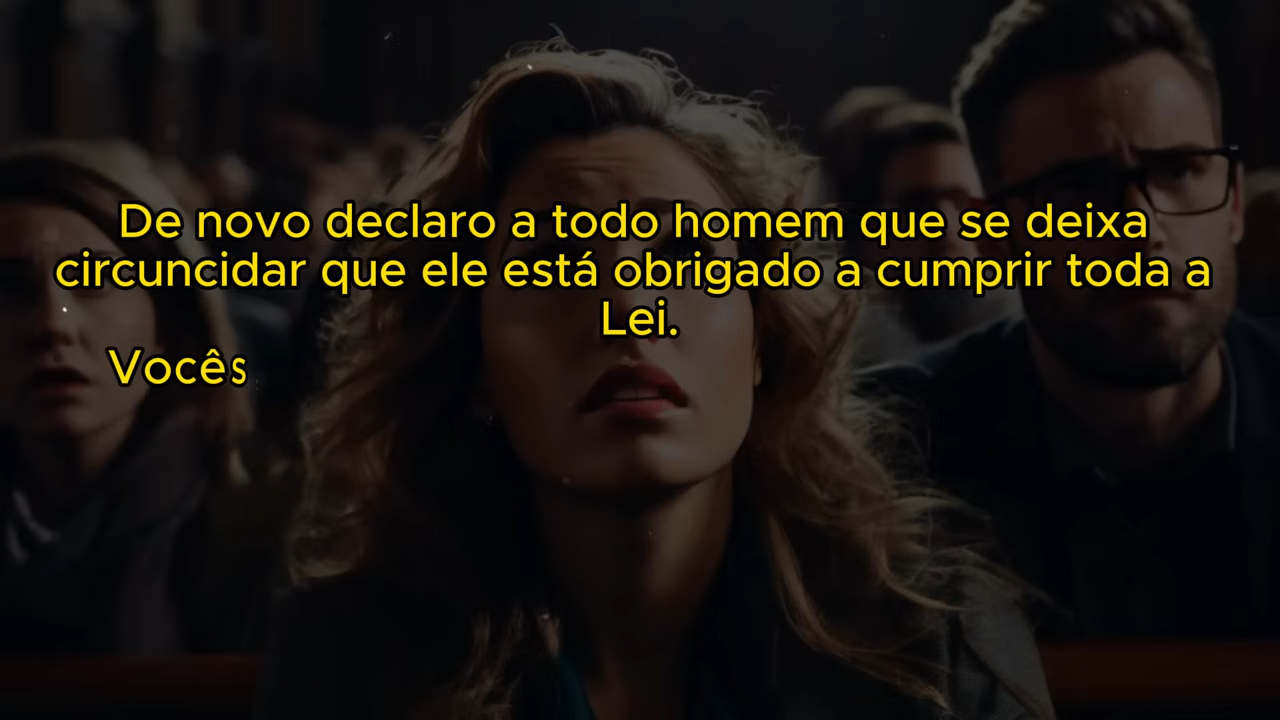 De novo declaro a todo homem que se deixa
circuncidar que ele está obrigado a cumprir toda a
Lei.
Vocês